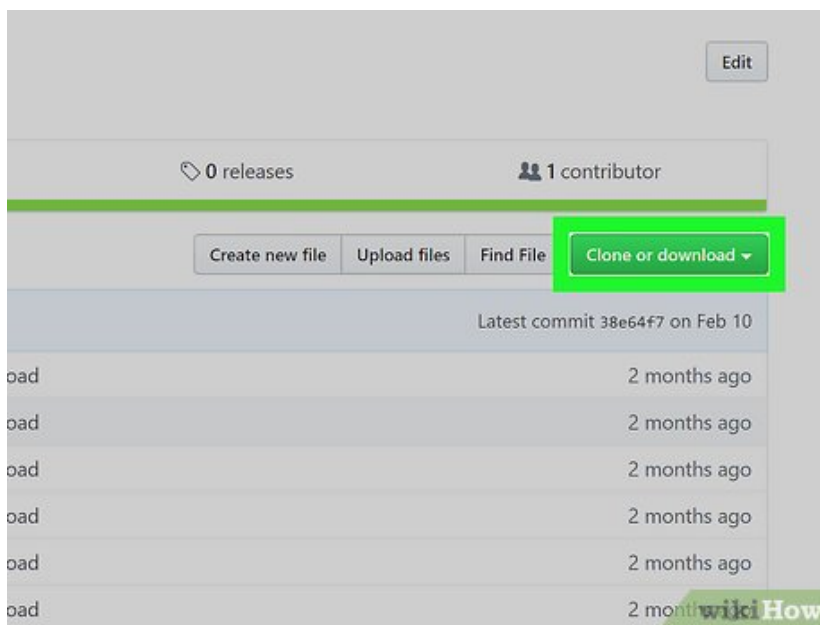 Edit
0 releases 1 contributor
Create new file Upload files Find File Clone or download
Latest commit 38e64f7 on Feb 10
oad 2 months ago
oad 2 months ago
oad 2 months ago
oad 2 months ago
oad 2 months ago
oad 2 mont
wikiHow